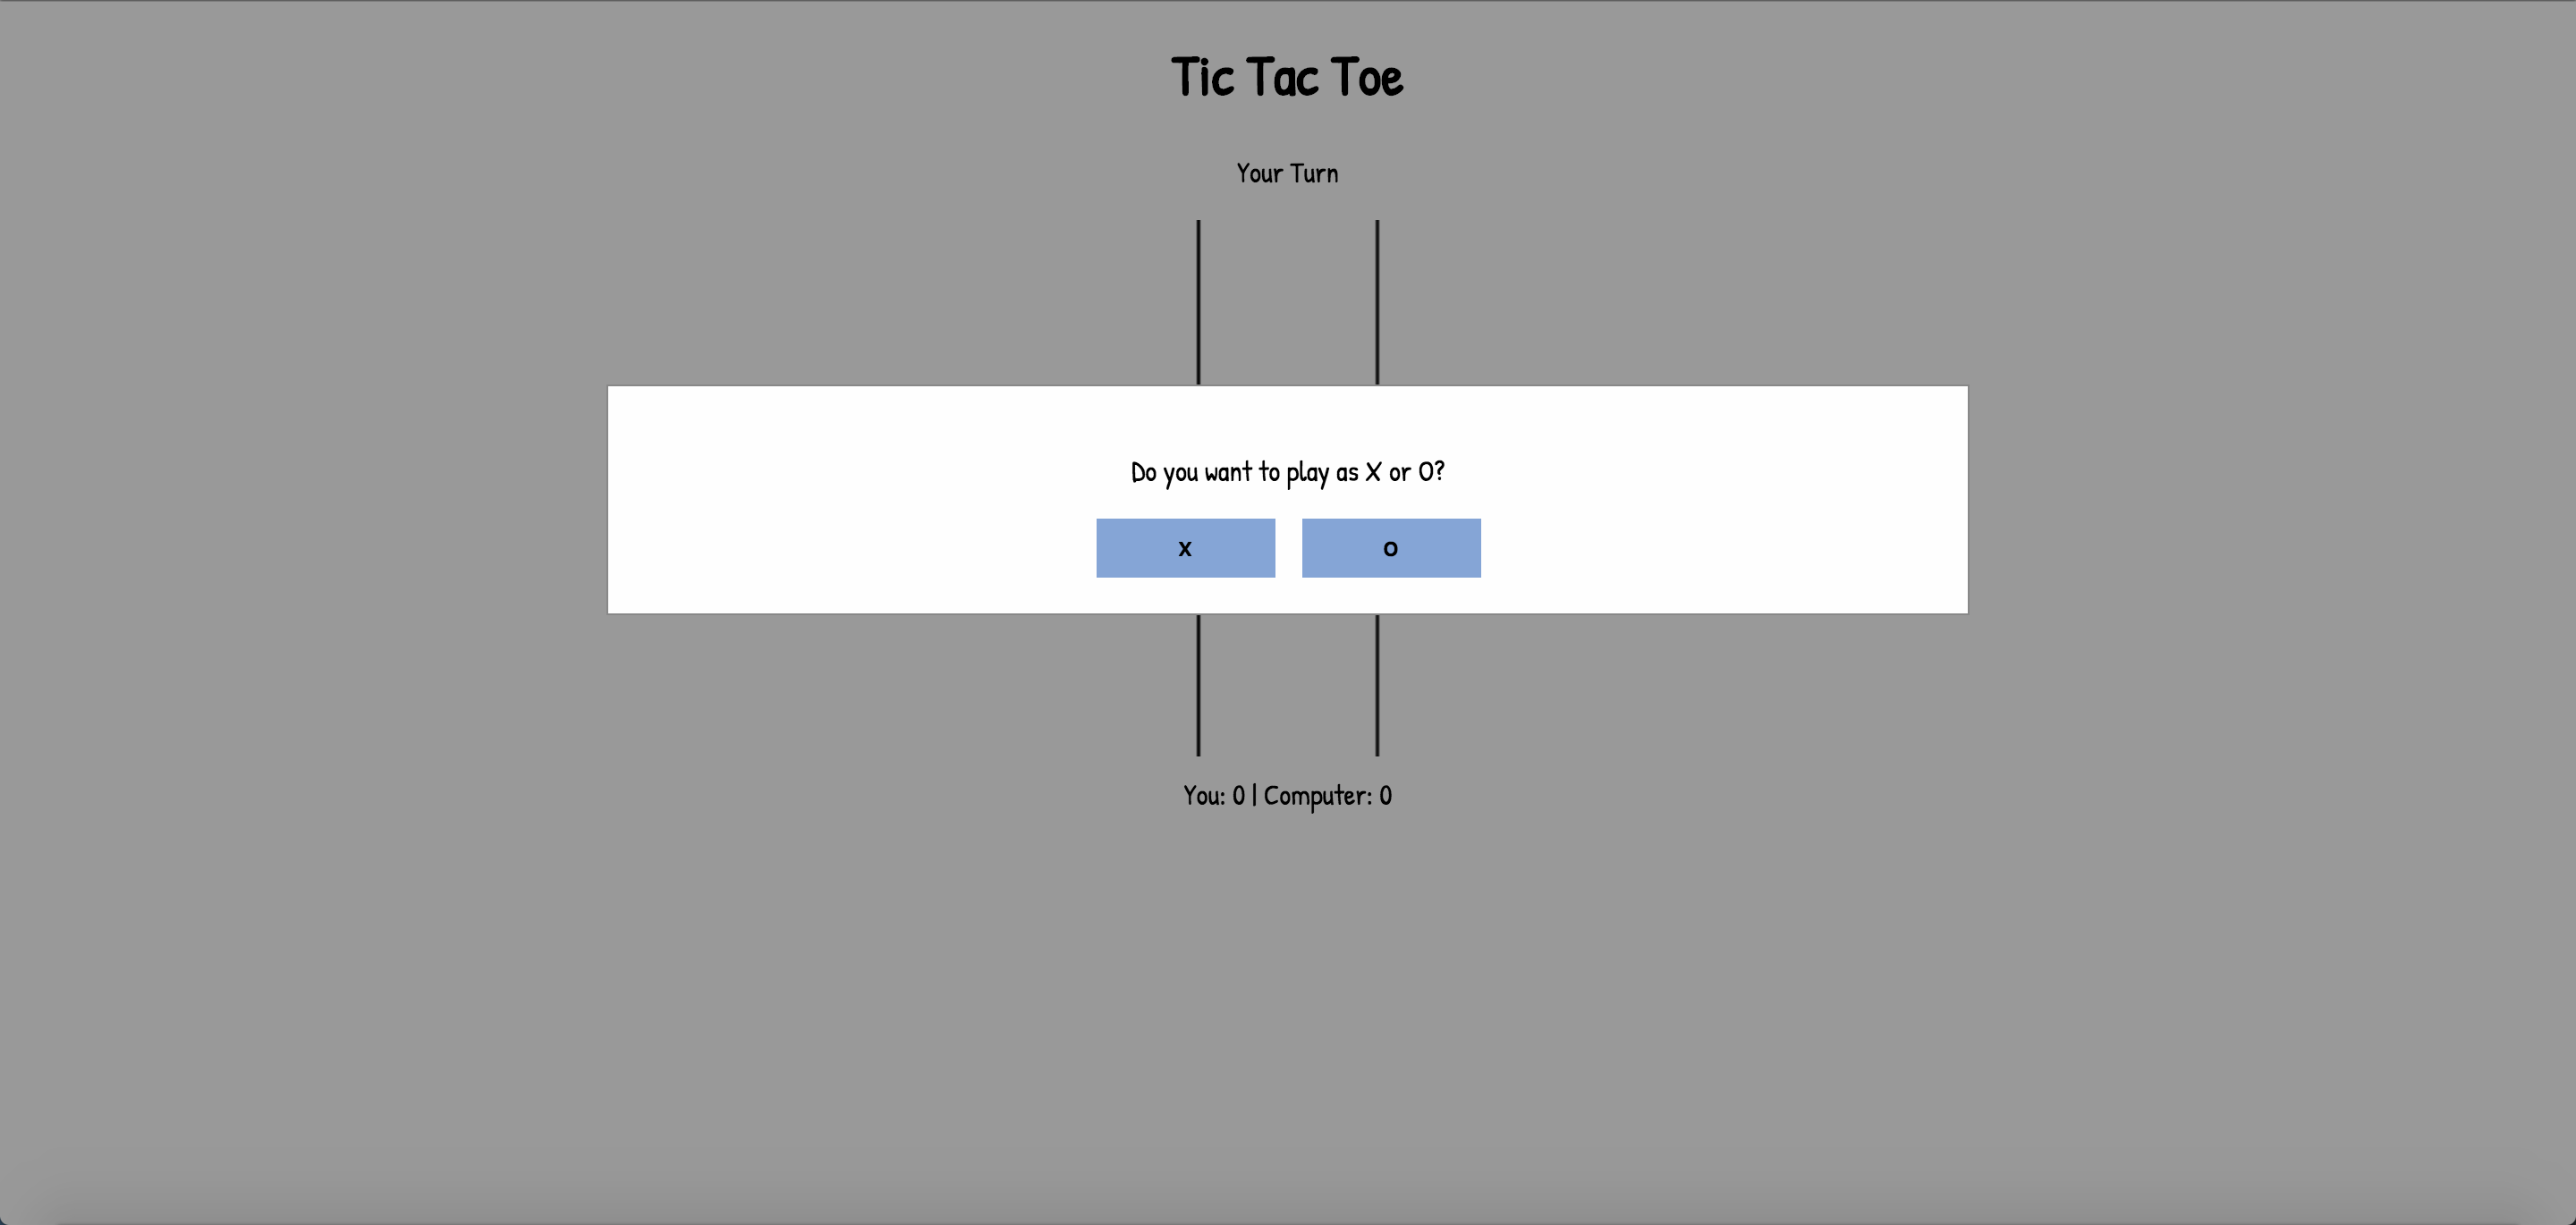 Tic Tac Toe
Your Turn
Do you want to play as X or O?
X
O
You: 0 | Computer: 0